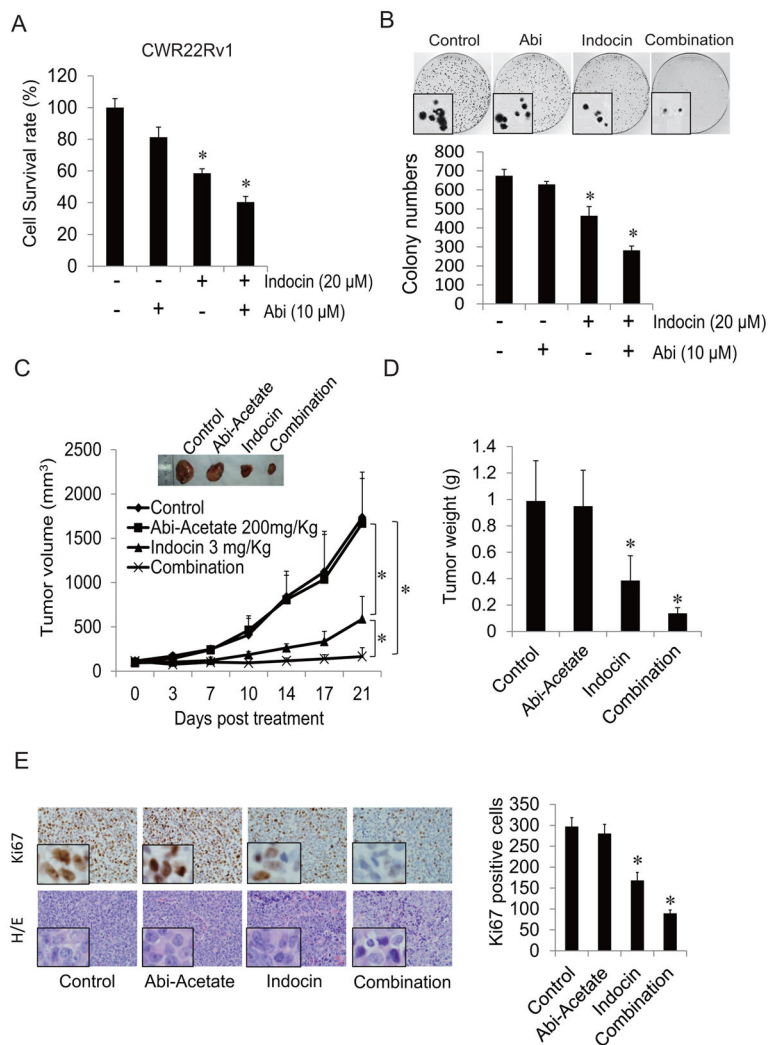 A
CWR22Rv1
Cell Survival rate (%)
120
100
80
60
40
20
0
*
*
- - + + Indocin (20 µM)
- + - + Abi (10 µM)
B
Control Abi Indocin Combination
Colony numbers
800
700
600
500
400
300
200
100
0
*
*
- - + + Indocin (20 µM)
- + - + Abi (10 µM)
C
Control
Abi-Acetate
Indocin
Combination
Tumor volume (mm³)
2500
2000
1500
1000
500
0
Control
Abi-Acetate 200mg/Kg
Indocin 3 mg/Kg
Combination
*
*
*
0 3 7 10 14 17 21
Days post treatment
D
Tumor weight (g)
1.4
1.2
1
0.8
0.6
0.4
0.2
0
*
*
Control
Abi-Acetate
Indocin
Combination
E
Ki67
H/E
Control Abi-Acetate Indocin Combination
Ki67 positive cells
350
300
250
200
150
100
50
0
*
*
Control
Abi-Acetate
Indocin
Combination